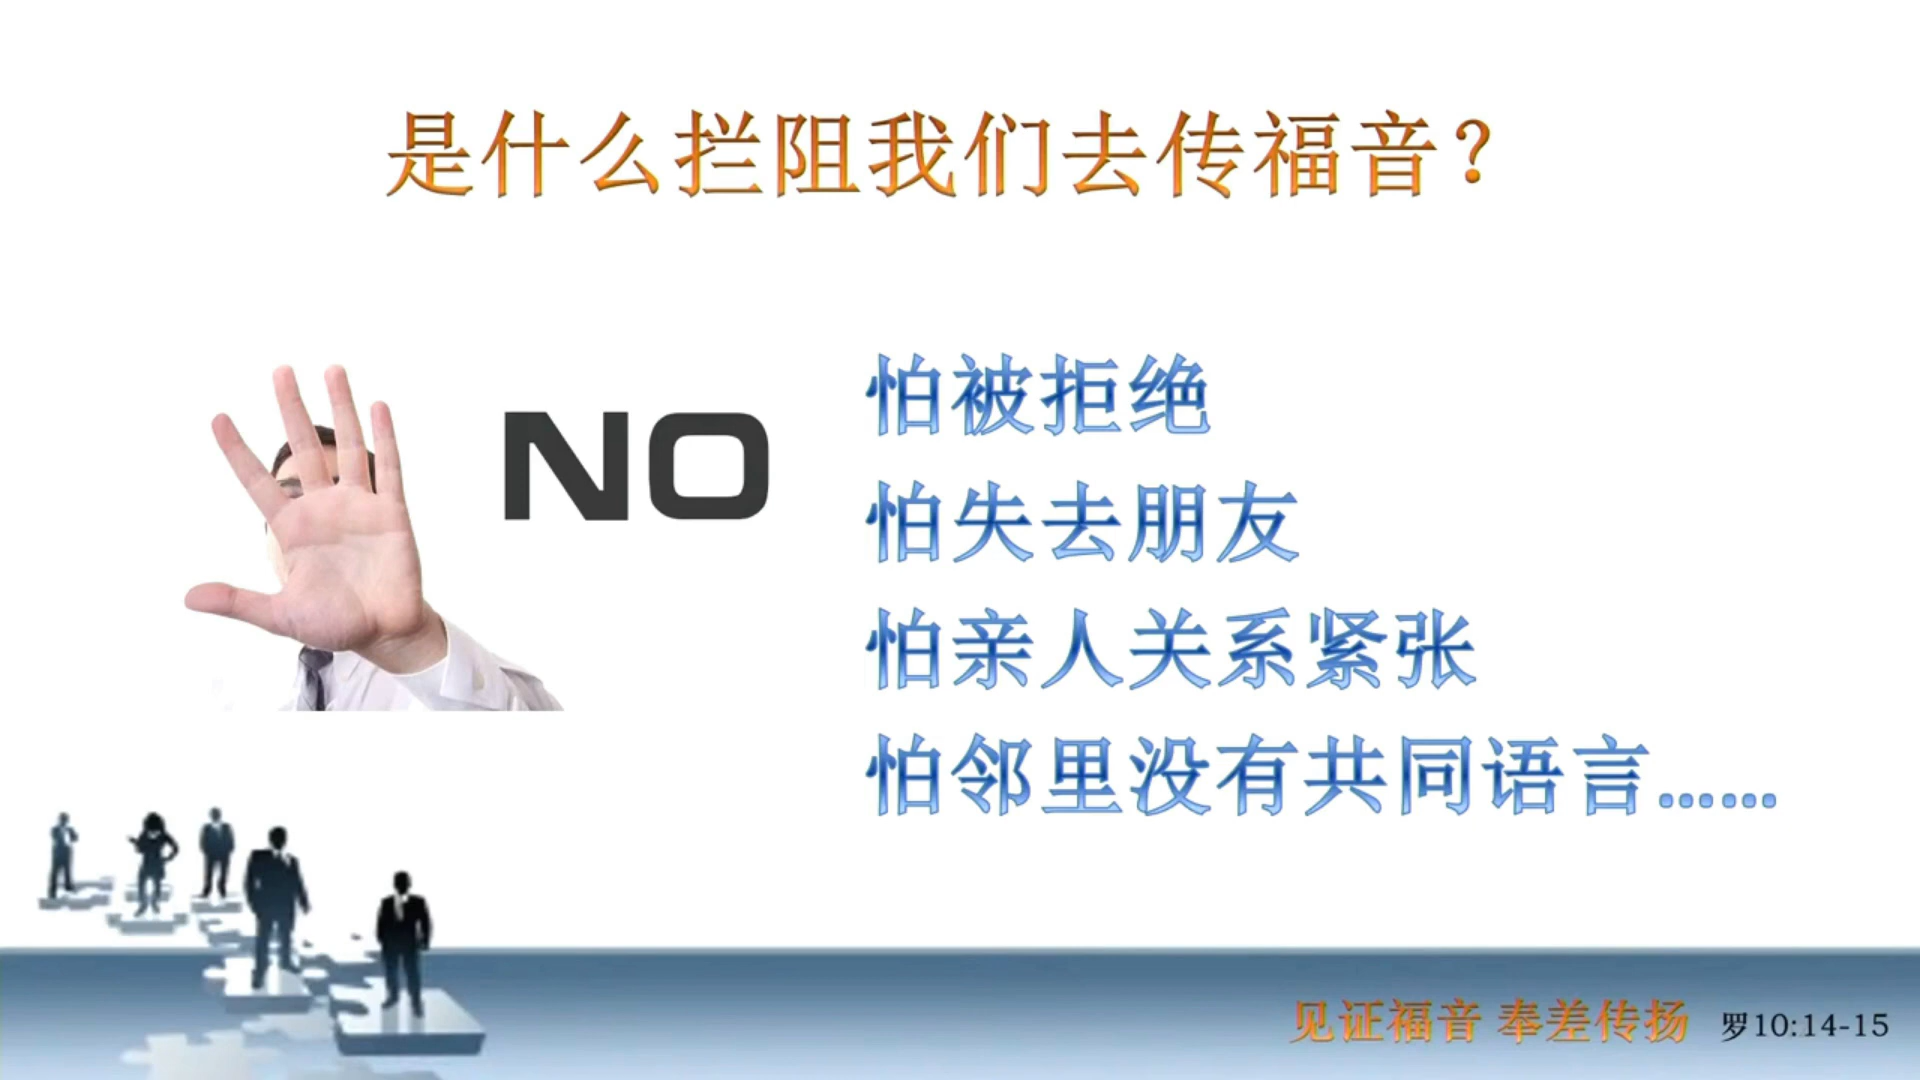 是什么拦阻我们去传福音？
NO
怕被拒绝
怕失去朋友
怕亲人关系紧张
怕邻里没有共同语言……
见证福音 奉差传扬 罗10:14-15